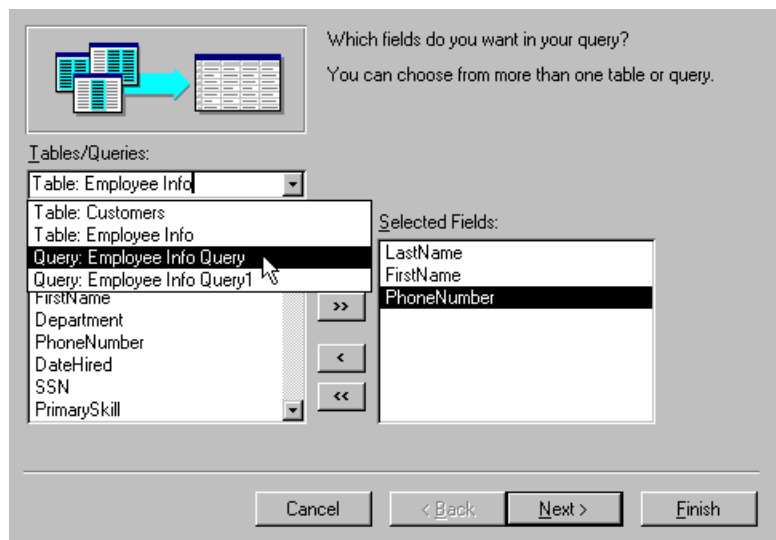 Which fields do you want in your query?
You can choose from more than one table or query.
Tables/Queries:
Table: Employee Info
Table: Customers
Table: Employee Info
Query: Employee Info Query
Query: Employee Info Query1
FirstName
Department
PhoneNumber
DateHired
SSN
PrimarySkill
>>
<
<<
Selected Fields:
LastName
FirstName
PhoneNumber
Cancel
< Back
Next >
Finish